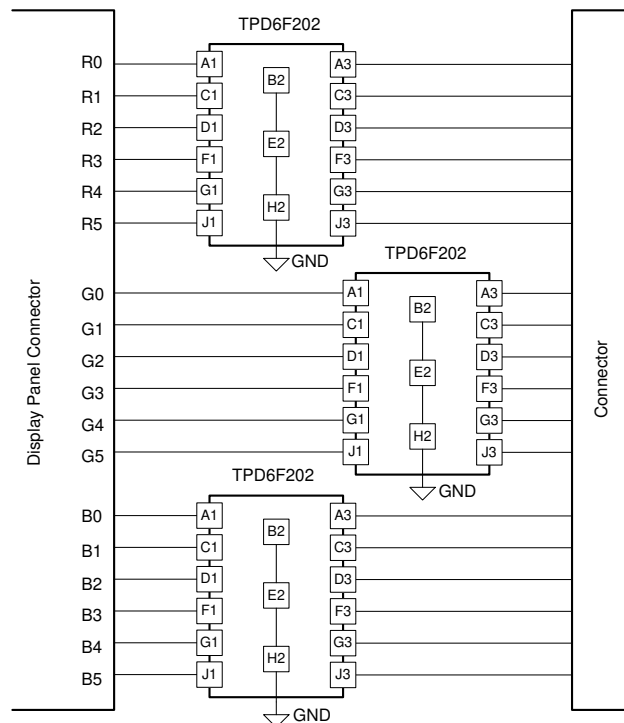 TPD6F202
R0 A1 B2 A3
R1 C1 C3
R2 D1 E2 D3
R3 F1 F3
R4 G1 H2 G3
R5 J1 J3
GND
TPD6F202
G0 A1 B2 A3
G1 C1 C3
G2 D1 E2 D3
G3 F1 F3
G4 G1 H2 G3
G5 J1 J3
GND
TPD6F202
B0 A1 B2 A3
B1 C1 C3
B2 D1 E2 D3
B3 F1 F3
B4 G1 H2 G3
B5 J1 J3
GND
Display Panel Connector
Connector